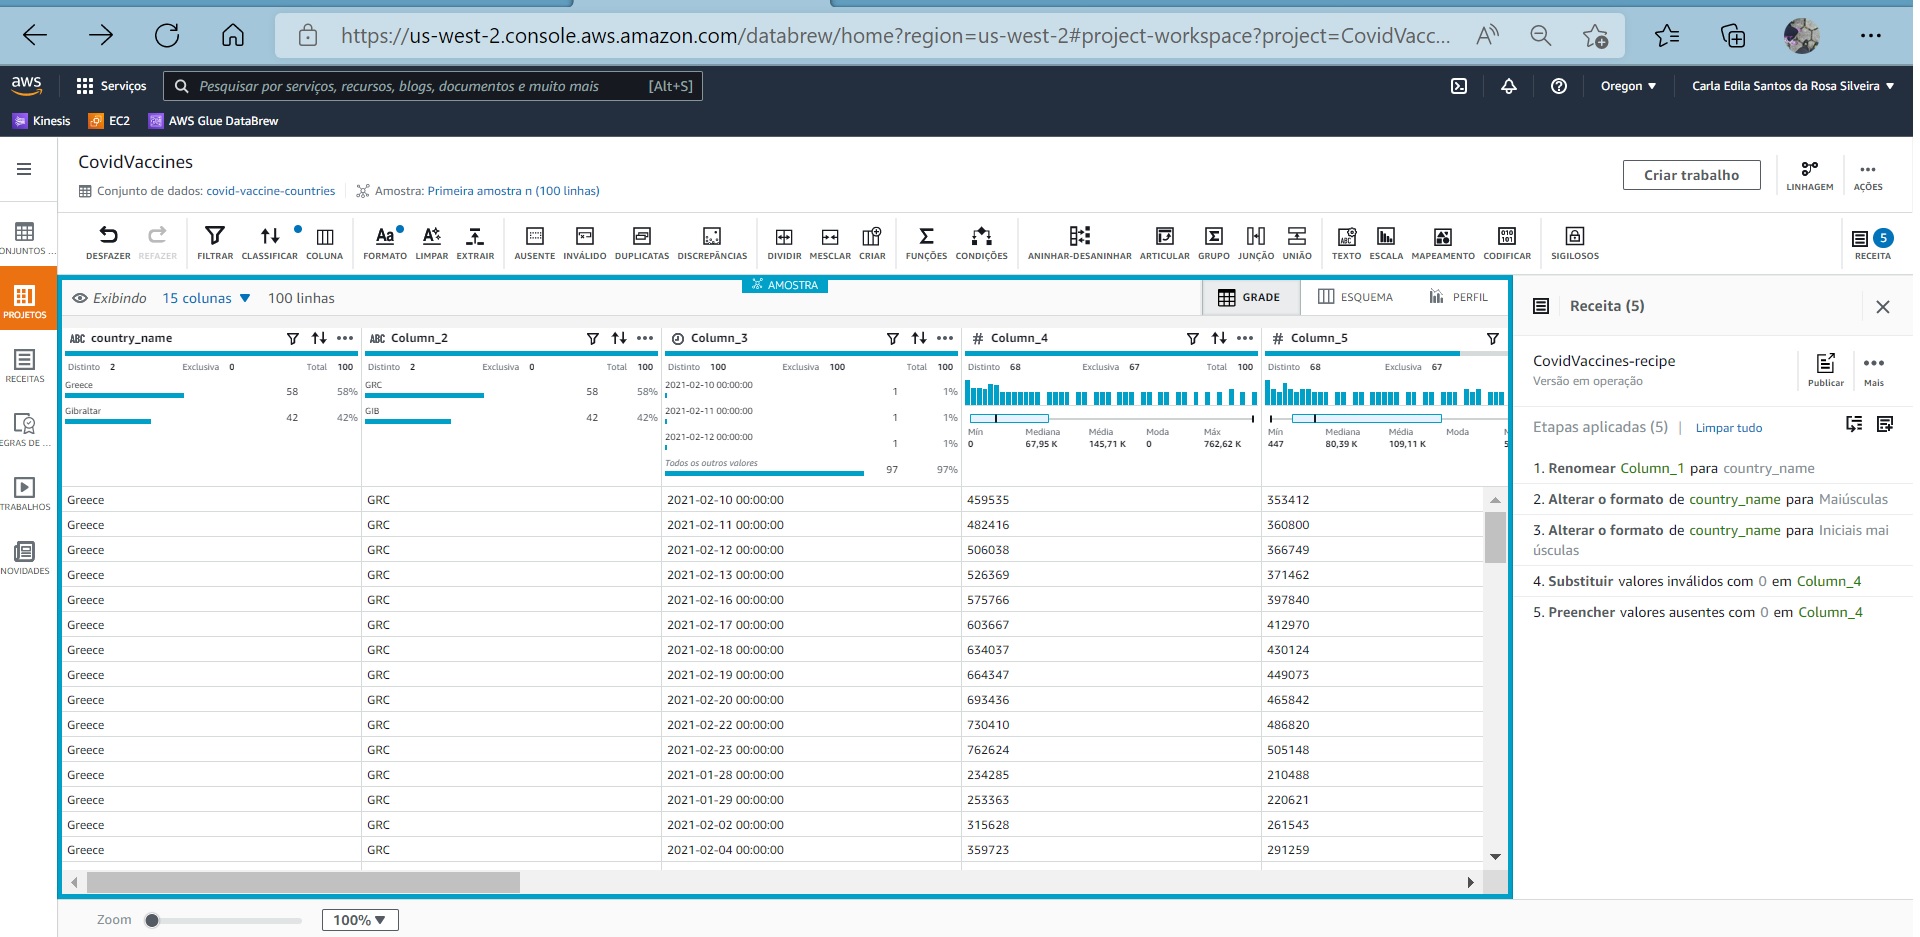 https://us-west-2.console.aws.amazon.com/databrew/home?region=us-west-2#project-workspace?project=CovidVacc...
aws Serviços Pesquisar por serviços, recursos, blogs, documentos e muito mais [Alt+S] Oregon ▼ Carla Edila Santos da Rosa Silveira ▼
Kinesis EC2 AWS Glue DataBrew
CovidVaccines
Conjunto de dados: covid-vaccine-countries Amostra: Primeira amostra n (100 linhas)
Criar trabalho LINHAGEM AÇÕES
ONJUNTOS ...
PROJETOS
RECEITAS
EGRAS DE ...
TRABALHOS
NOVIDADES
DESFAZER REFAZER FILTRAR CLASSIFICAR COLUNA FORMATO LIMPAR EXTRAIR AUSENTE INVÁLIDO DUPLICATAS DISCREPÂNCIAS DIVIDIR MESCLAR CRIAR FUNÇÕES CONDIÇÕES ANINHAR-DESANINHAR ARTICULAR GRUPO JUNÇÃO UNIÃO TEXTO ESCALA MAPEAMENTO CODIFICAR SIGILOSOS 5 RECEITA
Exibindo 15 colunas ▼ 100 linhas AMOSTRA GRADE ESQUEMA PERFIL
ABC country_name ABC Column_2 Column_3 # Column_4 # Column_5
Distinto 2 Exclusiva 0 Total 100 Distinto 2 Exclusiva 0 Total 100 Distinto 100 Exclusiva 100 Total 100 Distinto 68 Exclusiva 67 Total 100 Distinto 68 Exclusiva 67
Greece 58 58% GRC 58 58% 2021-02-10 00:00:00 1 1%
Gibraltar 42 42% GIB 42 42% 2021-02-11 00:00:00 1 1%
2021-02-12 00:00:00 1 1%
Todos os outros valores 97 97%
Mín Mediana Média Moda Máx Mín Mediana Média Moda
0 67,95 K 145,71 K 0 762,62 K 447 80,39 K 109,11 K
Greece GRC 2021-02-10 00:00:00 459535 353412
Greece GRC 2021-02-11 00:00:00 482416 360800
Greece GRC 2021-02-12 00:00:00 506038 366749
Greece GRC 2021-02-13 00:00:00 526369 371462
Greece GRC 2021-02-16 00:00:00 575766 397840
Greece GRC 2021-02-17 00:00:00 603667 412970
Greece GRC 2021-02-18 00:00:00 634037 430124
Greece GRC 2021-02-19 00:00:00 664347 449073
Greece GRC 2021-02-20 00:00:00 693436 465842
Greece GRC 2021-02-22 00:00:00 730410 486820
Greece GRC 2021-02-23 00:00:00 762624 505148
Greece GRC 2021-01-28 00:00:00 234285 210488
Greece GRC 2021-01-29 00:00:00 253363 220621
Greece GRC 2021-02-02 00:00:00 315628 261543
Greece GRC 2021-02-04 00:00:00 359723 291259
Zoom 100% ▼
Receita (5)
CovidVaccines-recipe
Versão em operação
Publicar Mais
Etapas aplicadas (5) | Limpar tudo
1. Renomear Column_1 para country_name
2. Alterar o formato de country_name para Maiúsculas
3. Alterar o formato de country_name para Iniciais mai
úsculas
4. Substituir valores inválidos com 0 em Column_4
5. Preencher valores ausentes com 0 em Column_4